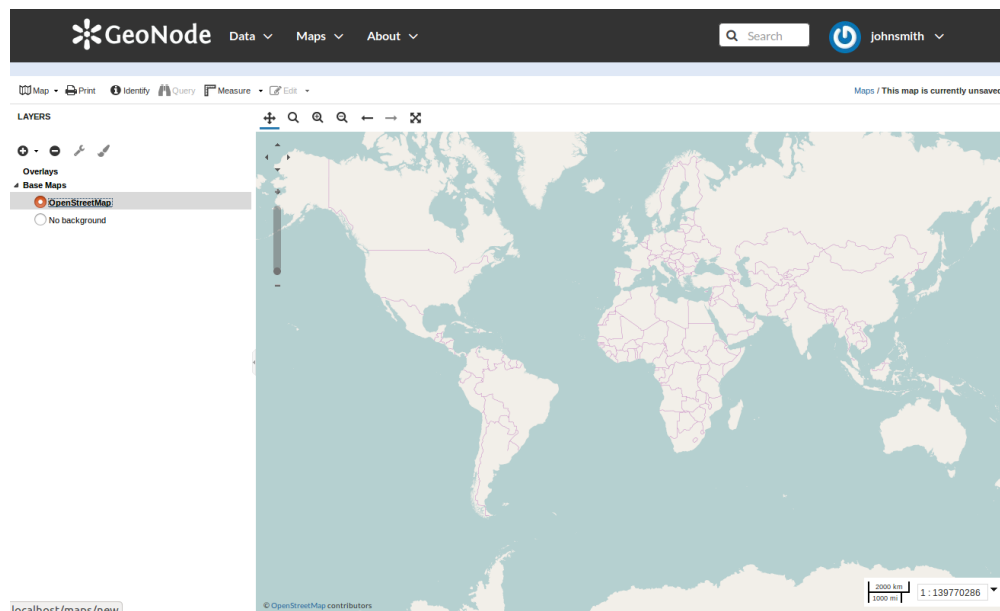 GeoNode Data Maps About Search johnsmith
Map Print Identify Query Measure Edit Maps / This map is currently unsaved
LAYERS
Overlays
Base Maps
OpenStreetMap
No background
2000 km
1000 mi
1 : 139770286
© OpenStreetMap contributors
localhost/maps/new